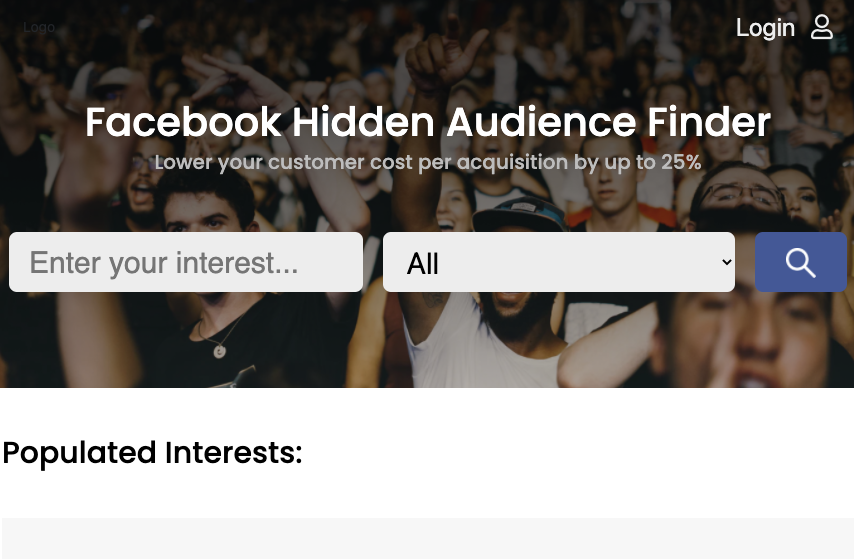 Logo
Login
Facebook Hidden Audience Finder
Lower your customer cost per acquisition by up to 25%
Enter your interest...
All
Populated Interests: